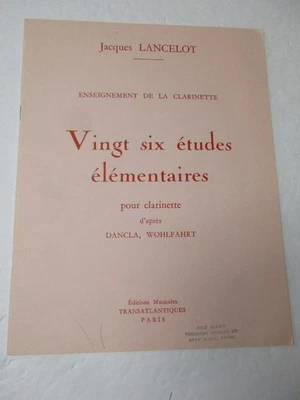 Jacques LANCELOT
ENSEIGNEMENT DE LA CLARINETTE
Vingt six études
élémentaires
pour clarinette
d'après
DANCLA, WOHLFAHRT
Éditions Musicales
TRANSATLANTIQUES
PARIS